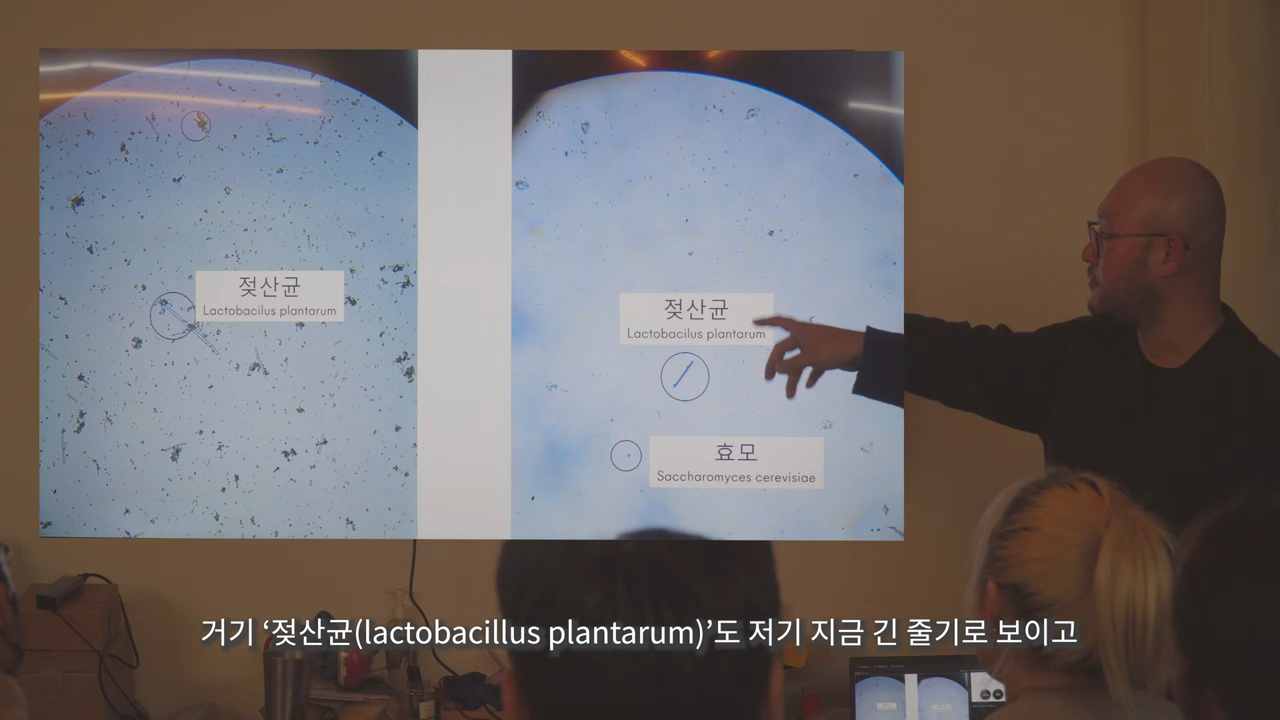 젖산균
Lactobacilus plantarum
젖산균
Lactobacilus plantarum
효모
Saccharomyces cerevisiae
거기 ‘젖산균(lactobacillus plantarum)’도 저기 지금 긴 줄기로 보이고